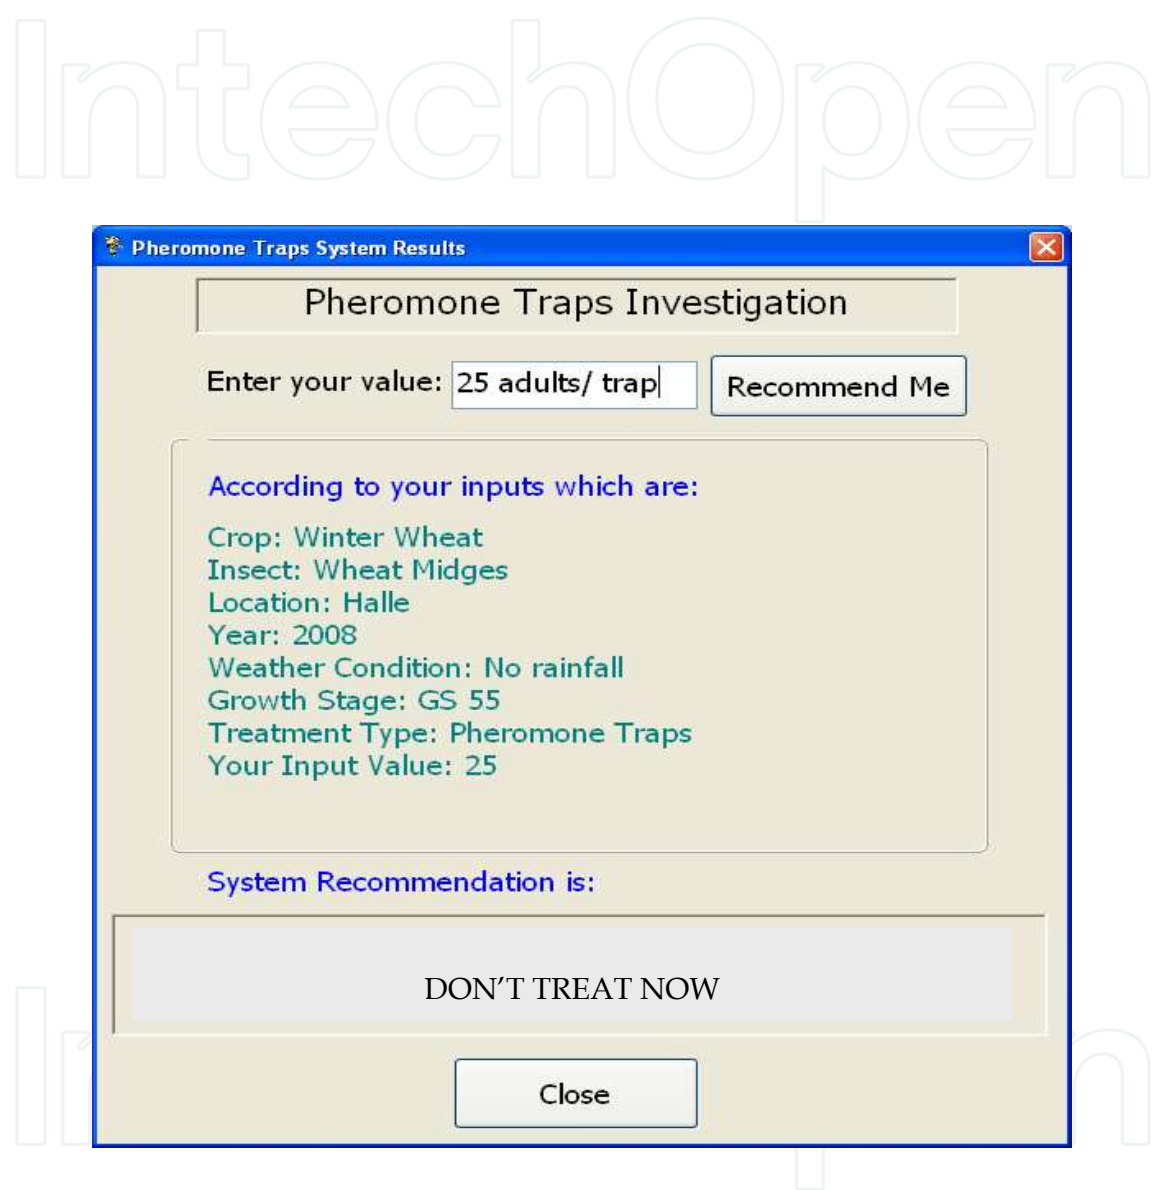 IntechOpen
Pheromone Traps System Results
Pheromone Traps Investigation
Enter your value: 25 adults/ trap Recommend Me
According to your inputs which are:
Crop: Winter Wheat
Insect: Wheat Midges
Location: Halle
Year: 2008
Weather Condition: No rainfall
Growth Stage: GS 55
Treatment Type: Pheromone Traps
Your Input Value: 25
System Recommendation is:
DON’T TREAT NOW
Close